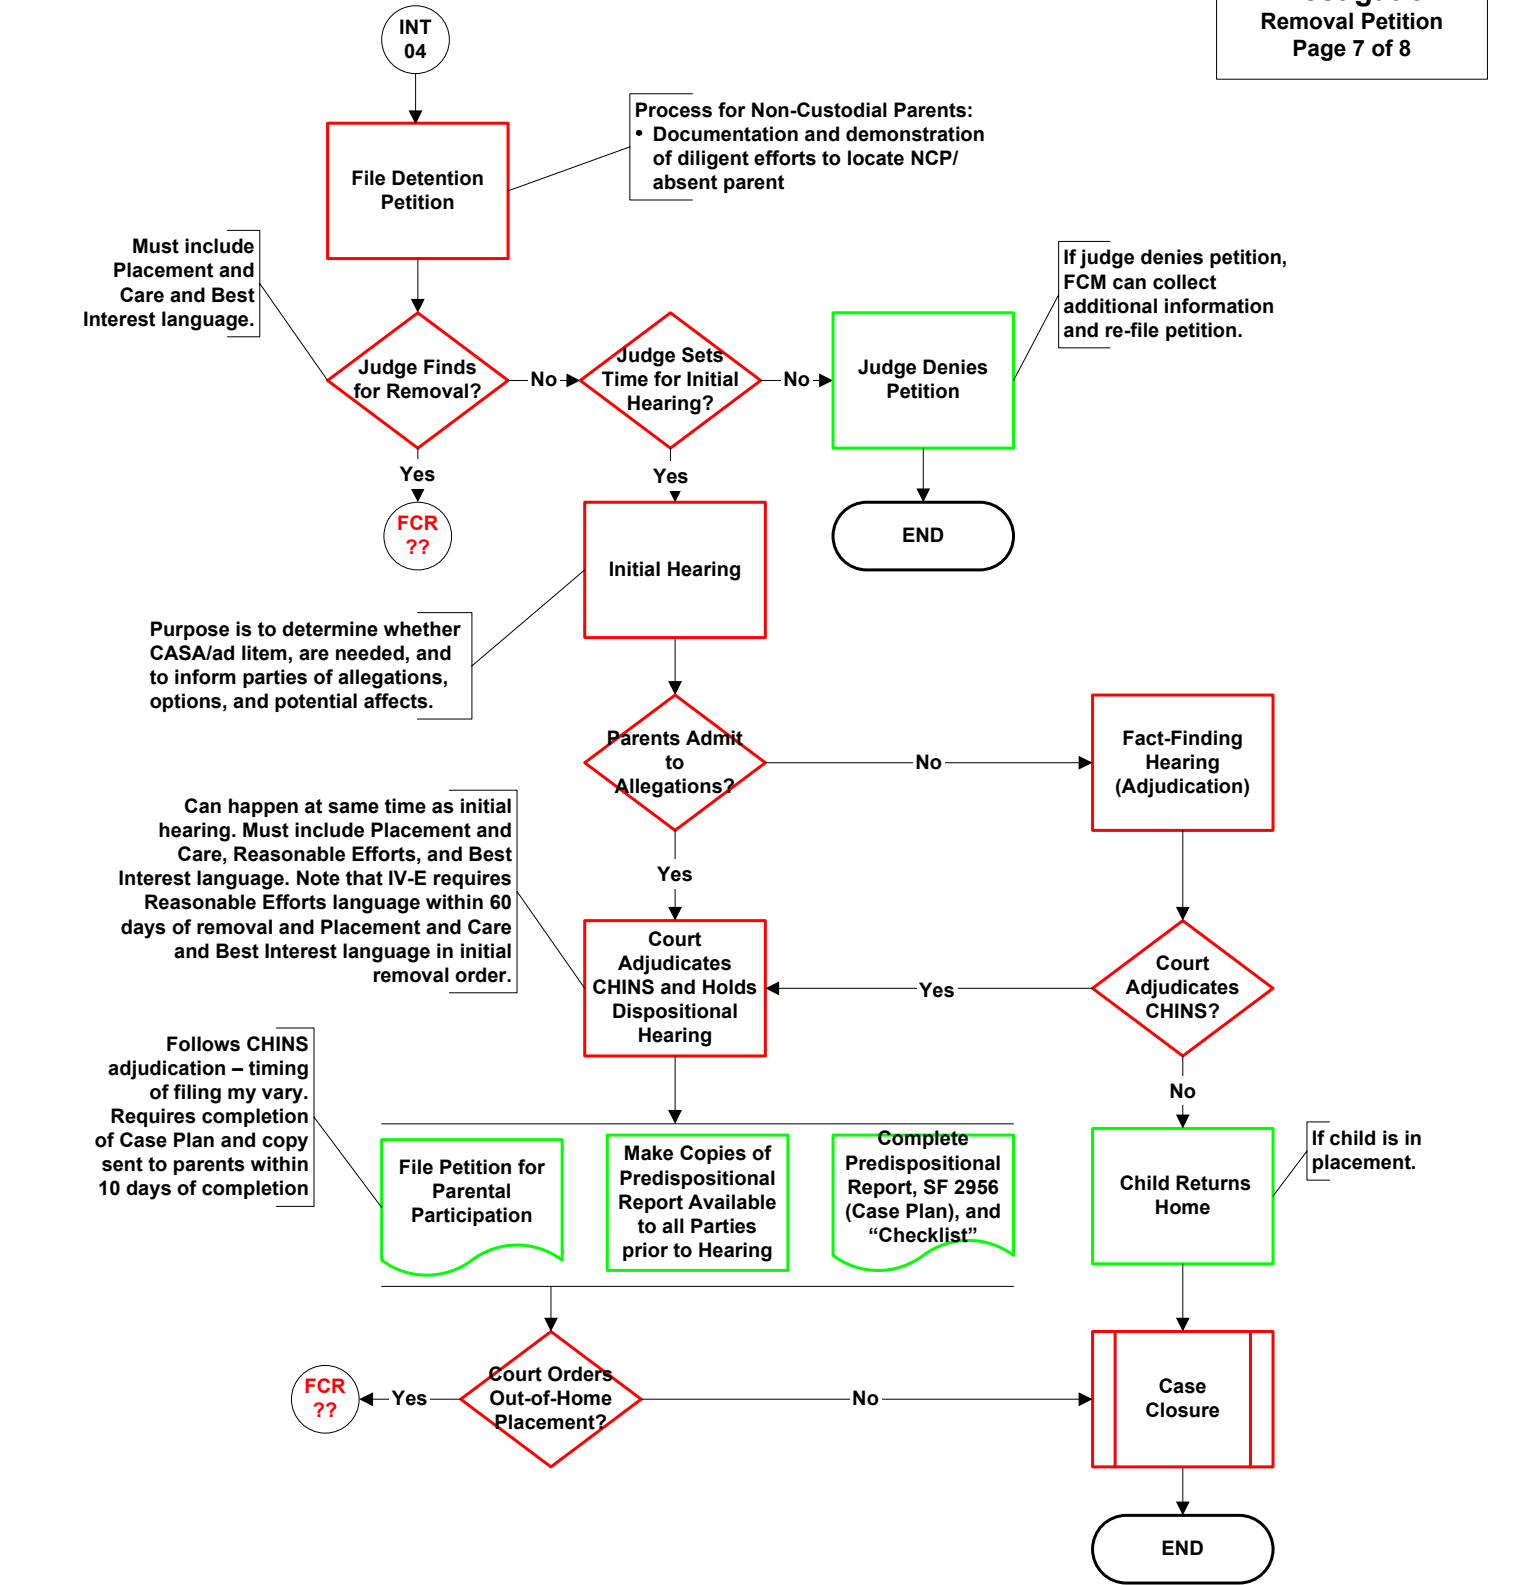 INT
04
Removal Petition
Page 7 of 8
Process for Non-Custodial Parents:
• Documentation and demonstration
of diligent efforts to locate NCP/
absent parent
File Detention
Petition
Must include
Placement and
Care and Best
Interest language.
If judge denies petition,
FCM can collect
additional information
and re-file petition.
Judge Finds
for Removal?
No
Judge Sets
Time for Initial
Hearing?
No
Judge Denies
Petition
Yes
Yes
FCR
??
END
Initial Hearing
Purpose is to determine whether
CASA/ad litem, are needed, and
to inform parties of allegations,
options, and potential affects.
Parents Admit
to
Allegations?
No
Fact-Finding
Hearing
(Adjudication)
Can happen at same time as initial
hearing. Must include Placement and
Care, Reasonable Efforts, and Best
Interest language. Note that IV-E requires
Reasonable Efforts language within 60
days of removal and Placement and Care
and Best Interest language in initial
removal order.
Yes
Court
Adjudicates
CHINS and Holds
Dispositional
Hearing
Yes
Court
Adjudicates
CHINS?
Follows CHINS
adjudication – timing
of filing my vary.
Requires completion
of Case Plan and copy
sent to parents within
10 days of completion
No
File Petition for
Parental
Participation
Make Copies of
Predispositional
Report Available
to all Parties
prior to Hearing
Complete
Predispositional
Report, SF 2956
(Case Plan), and
“Checklist”
Child Returns
Home
If child is in
placement.
FCR
??
Yes
Court Orders
Out-of-Home
Placement?
No
Case
Closure
END